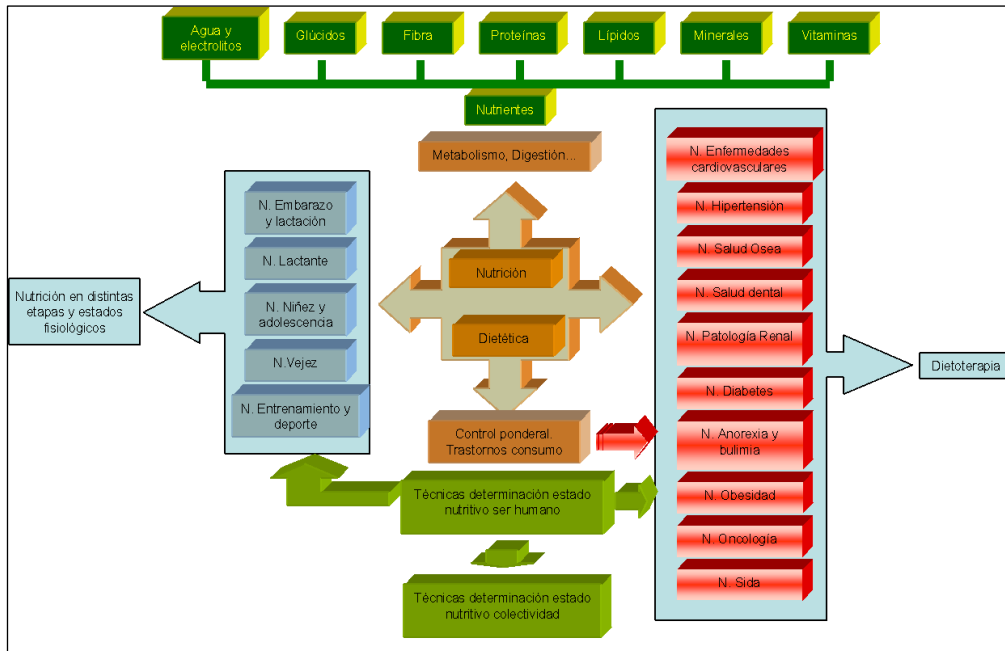 Agua y
electrolitos
Glúcidos
Fibra
Proteínas
Lípidos
Minerales
Vitaminas
Nutrientes
Metabolismo, Digestión...
N. Embarazo
y lactación
N. Lactante
N. Niñez y
adolescencia
N.Vejez
N. Entrenamiento y
deporte
Nutrición en distintas
etapas y estados
fisiológicos
Nutrición
Dietética
Control ponderal.
Trastornos consumo
Técnicas determinación estado
nutritivo ser humano
Técnicas determinación estado
nutritivo colectividad
N. Enfermedades
cardiovasculares
N. Hipertensión
N. Salud Osea
N. Salud dental
N. Patología Renal
N. Diabetes
N. Anorexia y
bulimia
N. Obesidad
N. Oncología
N. Sida
Dietoterapia